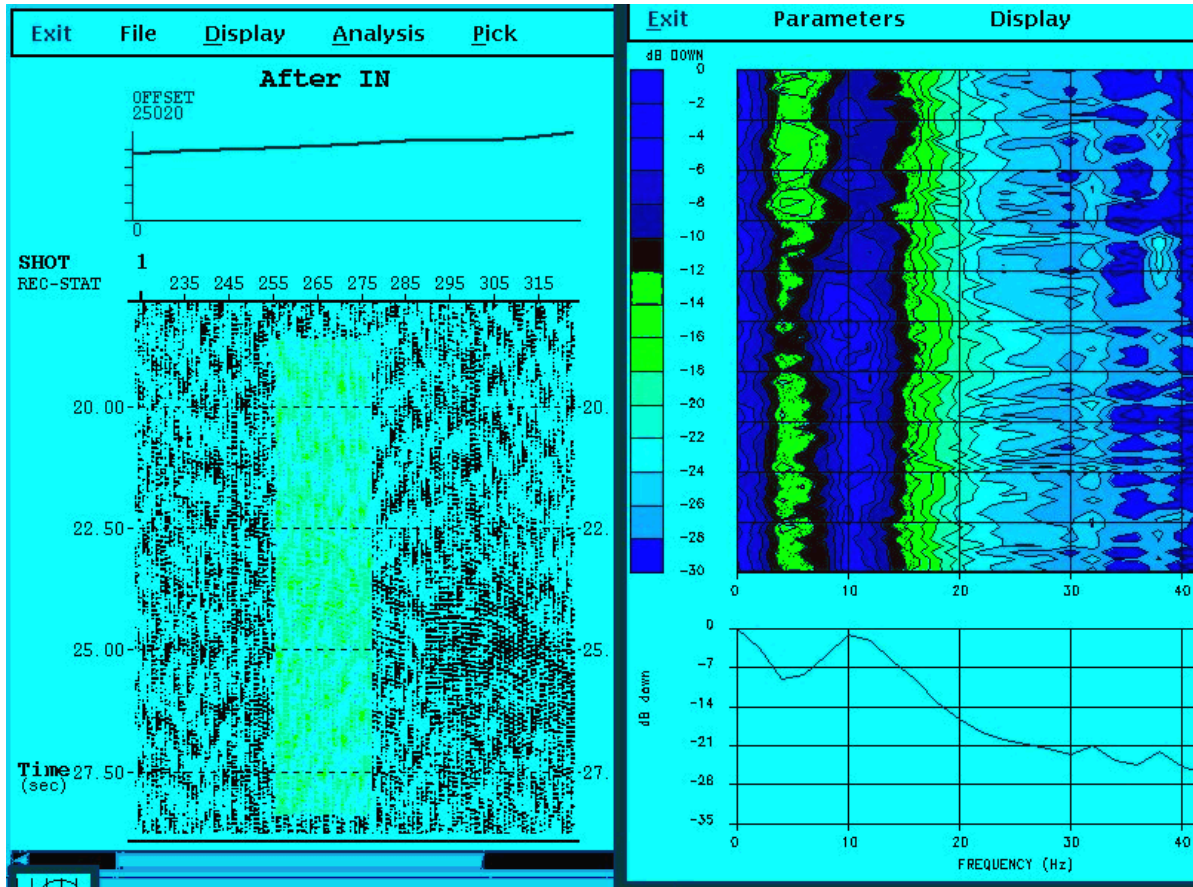 Exit File Display Analysis Pick
After IN
OFFSET
25020
0
SHOT 1
REC-STAT 235 245 255 265 275 285 295 305 315
20.00 20.
22.50 22.
25.00 25.
Time 27.50 27.
(sec)
Exit Parameters Display
dB DOWN
0
-2
-4
-6
-8
-10
-12
-14
-16
-18
-20
-22
-24
-26
-28
-30
0 10 20 30 40
0
-7
-14
-21
-28
-35
dB down
0 10 20 30 40
FREQUENCY (Hz)